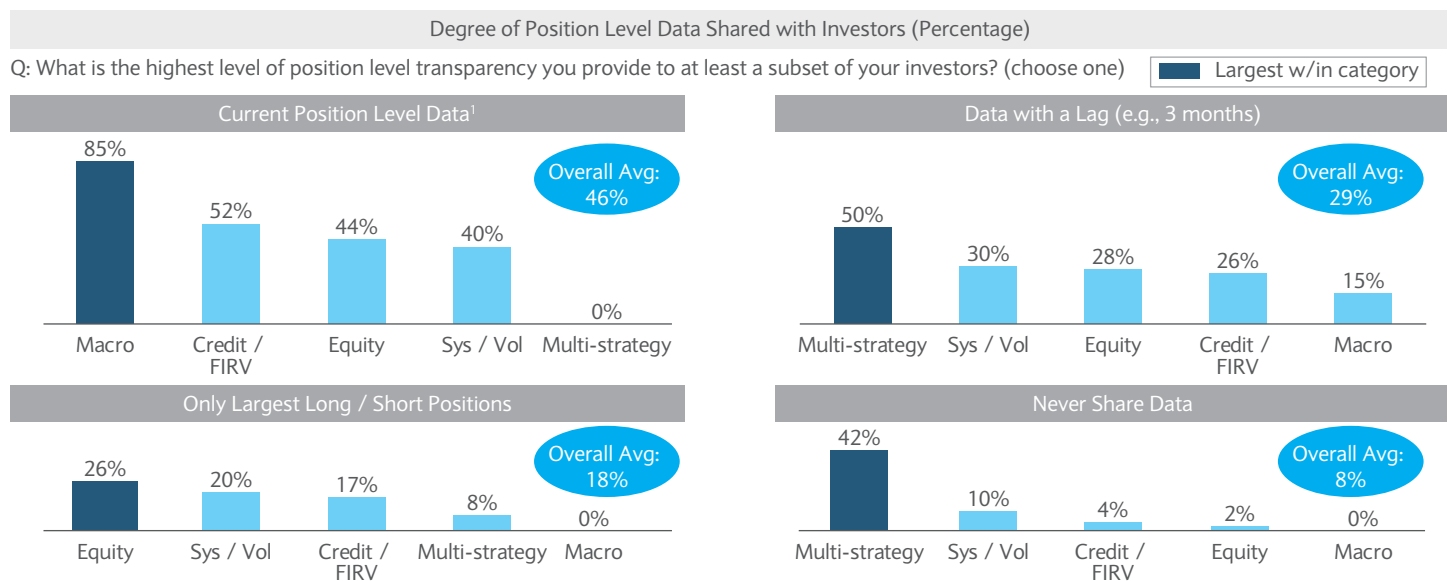 Degree of Position Level Data Shared with Investors (Percentage)
Q: What is the highest level of position level transparency you provide to at least a subset of your investors? (choose one)
Largest w/in category
Current Position Level Data¹
85%
52%
44%
40%
0%
Overall Avg:
46%
Macro
Credit /
FIRV
Equity
Sys / Vol
Multi-strategy
Data with a Lag (e.g., 3 months)
50%
30%
28%
26%
15%
Overall Avg:
29%
Multi-strategy
Sys / Vol
Equity
Credit /
FIRV
Macro
Only Largest Long / Short Positions
26%
20%
17%
8%
0%
Overall Avg:
18%
Equity
Sys / Vol
Credit /
FIRV
Multi-strategy
Macro
Never Share Data
42%
10%
4%
2%
0%
Overall Avg:
8%
Multi-strategy
Sys / Vol
Credit /
FIRV
Equity
Macro